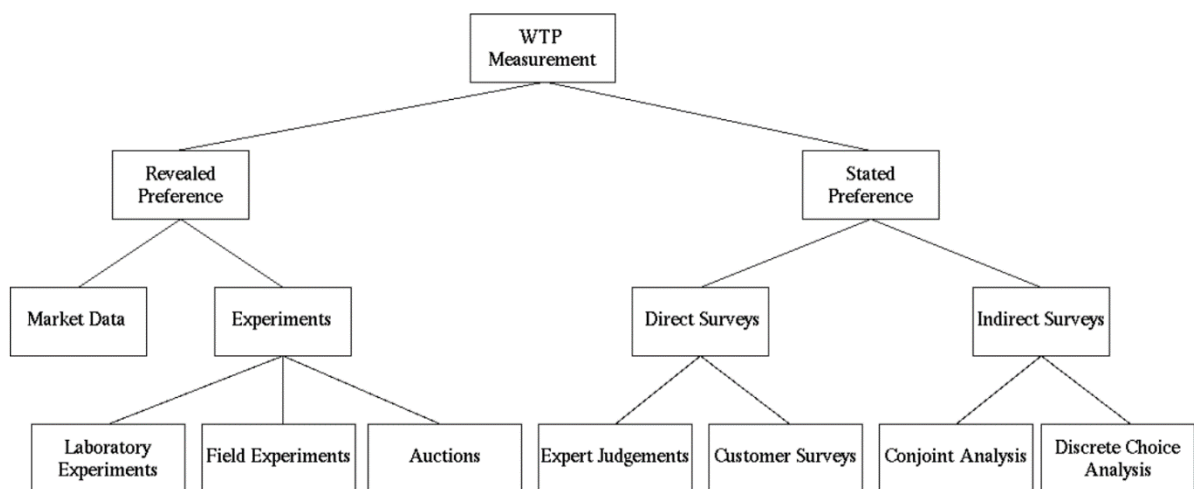 WTP
Measurement
Revealed
Preference
Stated
Preference
Market Data
Experiments
Direct Surveys
Indirect Surveys
Laboratory
Experiments
Field Experiments
Auctions
Expert Judgements
Customer Surveys
Conjoint Analysis
Discrete Choice
Analysis